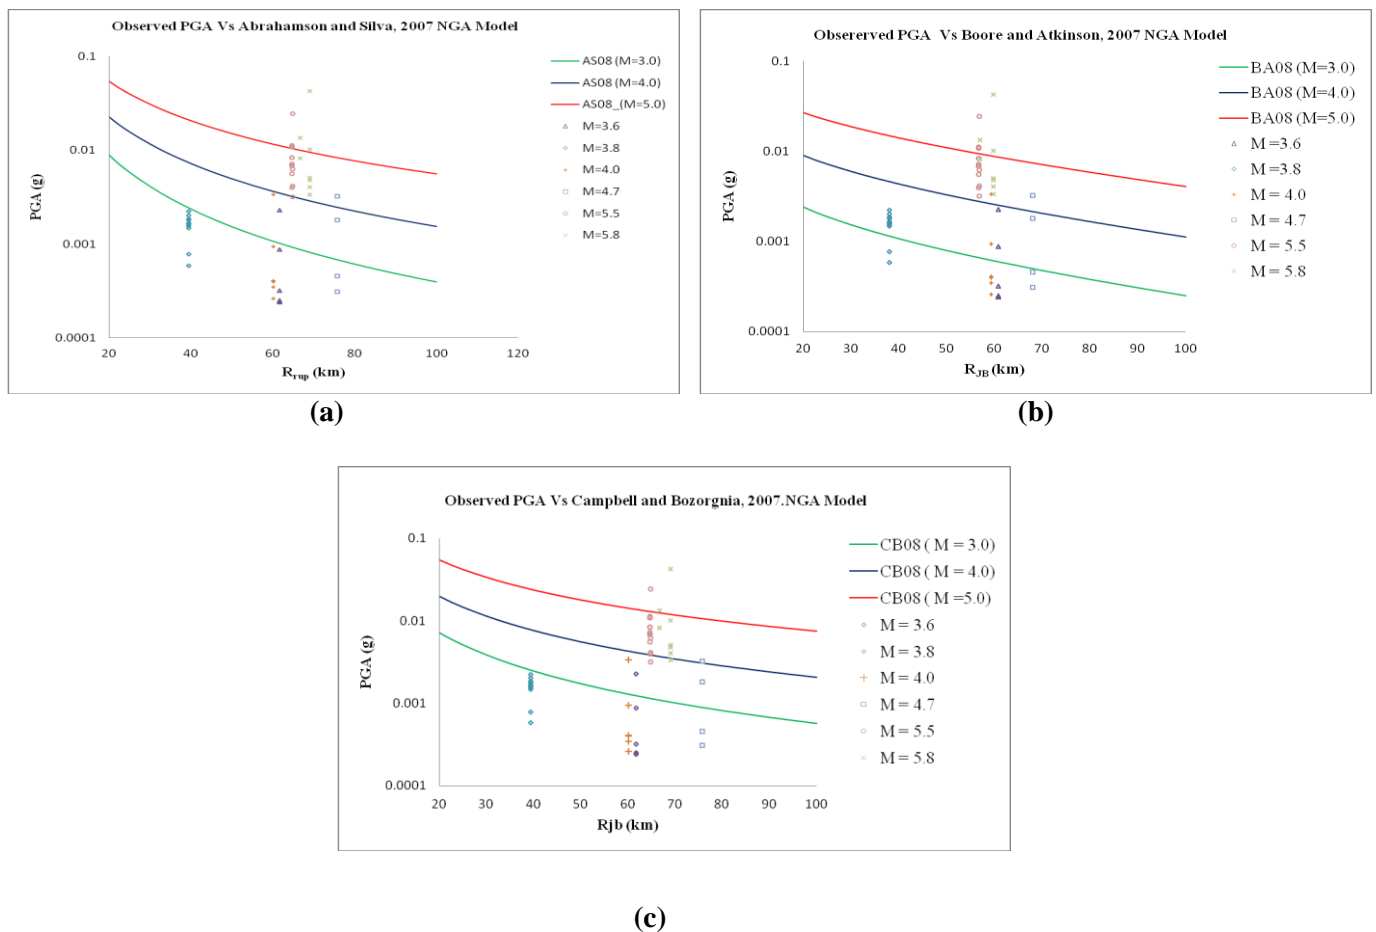 Observed PGA Vs Abrahamson and Silva, 2007 NGA Model
0.1
0.01
0.001
0.0001
PGA (g)
20 40 60 80 100 120
Rrup (km)
AS08 (M=3.0)
AS08 (M=4.0)
AS08_(M=5.0)
M=3.6
M=3.8
M=4.0
M=4.7
M=5.5
M=5.8
(a)
Obsererved PGA Vs Boore and Atkinson, 2007 NGA Model
0.1
0.01
0.001
0.0001
PGA (g)
20 30 40 50 60 70 80 90 100
RJB (km)
BA08 (M=3.0)
BA08 (M=4.0)
BA08 (M=5.0)
M =3.6
M=3.8
M = 4.0
M = 4.7
M = 5.5
M = 5.8
(b)
Observed PGA Vs Campbell and Bozorgnia, 2007.NGA Model
0.1
0.01
0.001
0.0001
PGA (g)
20 30 40 50 60 70 80 90 100
Rjb (km)
CB08 ( M = 3.0)
CB08 ( M = 4.0)
CB08 ( M =5.0)
M = 3.6
M = 3.8
M = 4.0
M = 4.7
M = 5.5
M = 5.8
(c)